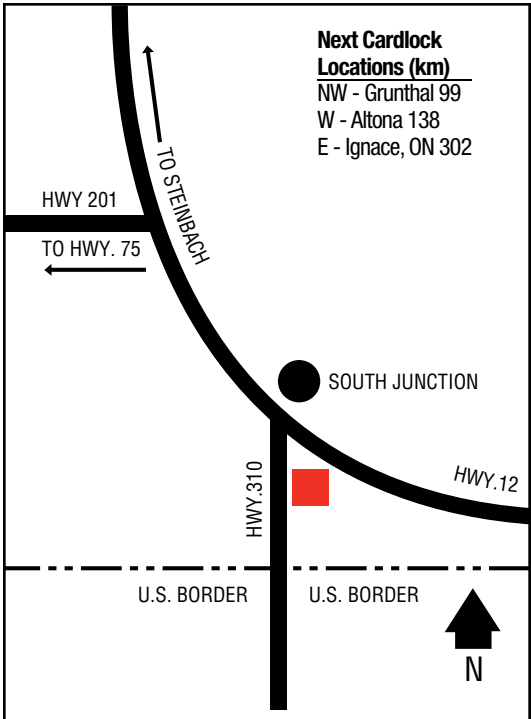 Next Cardlock
Locations (km)
NW - Grunthal 99
W - Altona 138
E - Ignace, ON 302
TO STEINBACH
HWY 201
TO HWY. 75
SOUTH JUNCTION
HWY.310
HWY.12
U.S. BORDER
U.S. BORDER
N